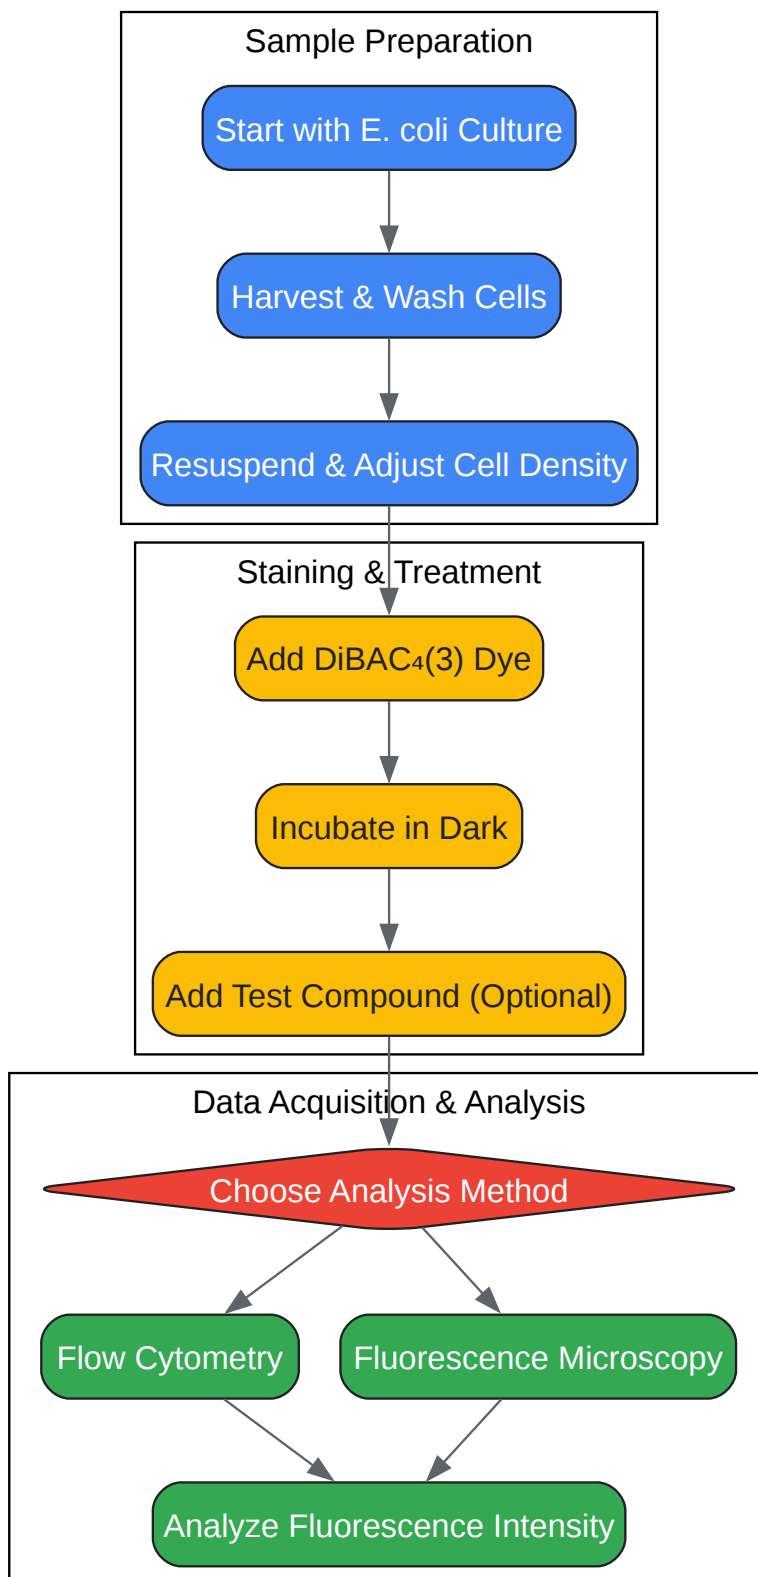 Sample Preparation
Start with E. coli Culture
Harvest & Wash Cells
Resuspend & Adjust Cell Density
Staining & Treatment
Add DiBAC₄(3) Dye
Incubate in Dark
Add Test Compound (Optional)
Data Acquisition & Analysis
Choose Analysis Method
Flow Cytometry
Fluorescence Microscopy
Analyze Fluorescence Intensity